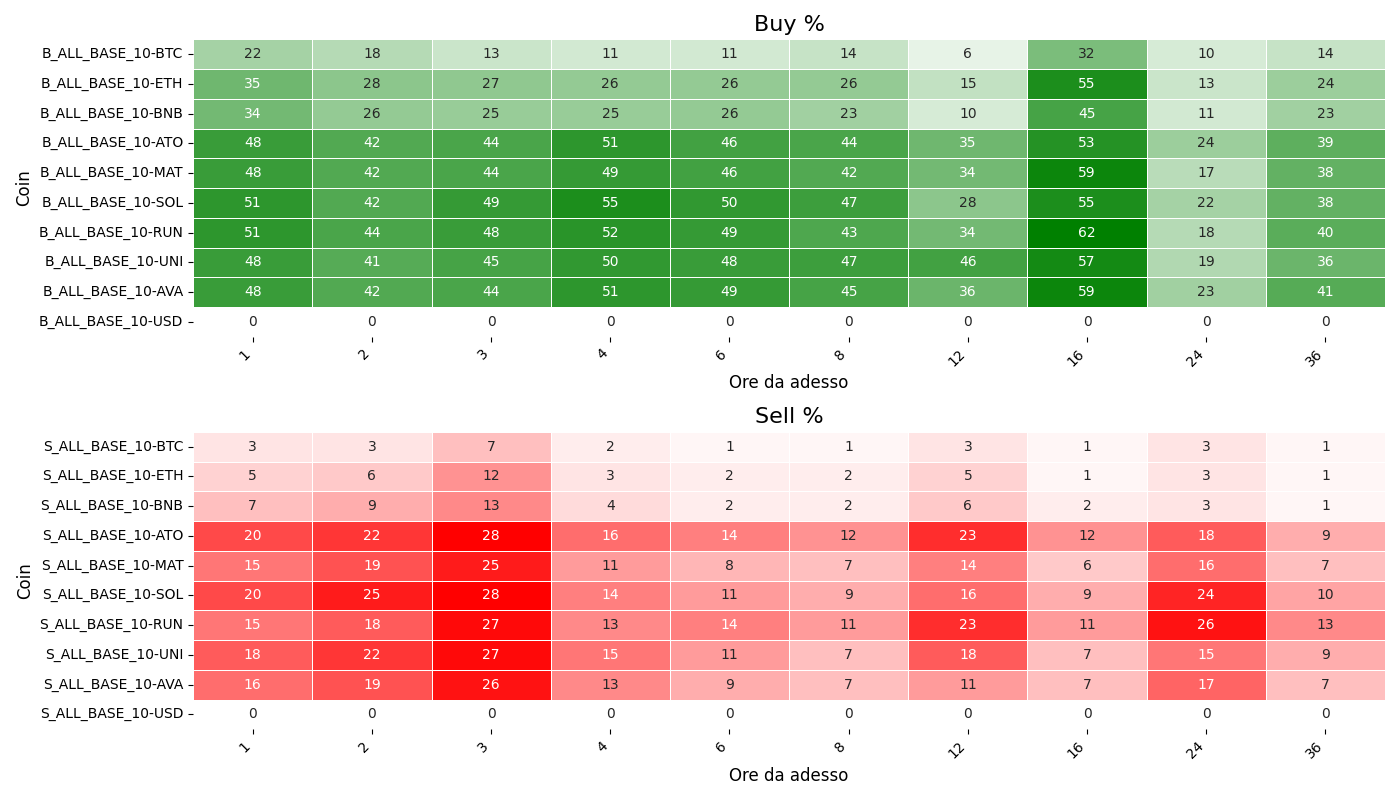 Buy %
Coin
B_ALL_BASE_10-BTC 22 18 13 11 11 14 6 32 10 14
B_ALL_BASE_10-ETH 35 28 27 26 26 26 15 55 13 24
B_ALL_BASE_10-BNB 34 26 25 25 26 23 10 45 11 23
B_ALL_BASE_10-ATO 48 42 44 51 46 44 35 53 24 39
B_ALL_BASE_10-MAT 48 42 44 49 46 42 34 59 17 38
B_ALL_BASE_10-SOL 51 42 49 55 50 47 28 55 22 38
B_ALL_BASE_10-RUN 51 44 48 52 49 43 34 62 18 40
B_ALL_BASE_10-UNI 48 41 45 50 48 47 46 57 19 36
B_ALL_BASE_10-AVA 48 42 44 51 49 45 36 59 23 41
B_ALL_BASE_10-USD 0 0 0 0 0 0 0 0 0 0
1 2 3 4 6 8 12 16 24 36
Ore da adesso
Sell %
Coin
S_ALL_BASE_10-BTC 3 3 7 2 1 1 3 1 3 1
S_ALL_BASE_10-ETH 5 6 12 3 2 2 5 1 3 1
S_ALL_BASE_10-BNB 7 9 13 4 2 2 6 2 3 1
S_ALL_BASE_10-ATO 20 22 28 16 14 12 23 12 18 9
S_ALL_BASE_10-MAT 15 19 25 11 8 7 14 6 16 7
S_ALL_BASE_10-SOL 20 25 28 14 11 9 16 9 24 10
S_ALL_BASE_10-RUN 15 18 27 13 14 11 23 11 26 13
S_ALL_BASE_10-UNI 18 22 27 15 11 7 18 7 15 9
S_ALL_BASE_10-AVA 16 19 26 13 9 7 11 7 17 7
S_ALL_BASE_10-USD 0 0 0 0 0 0 0 0 0 0
1 2 3 4 6 8 12 16 24 36
Ore da adesso